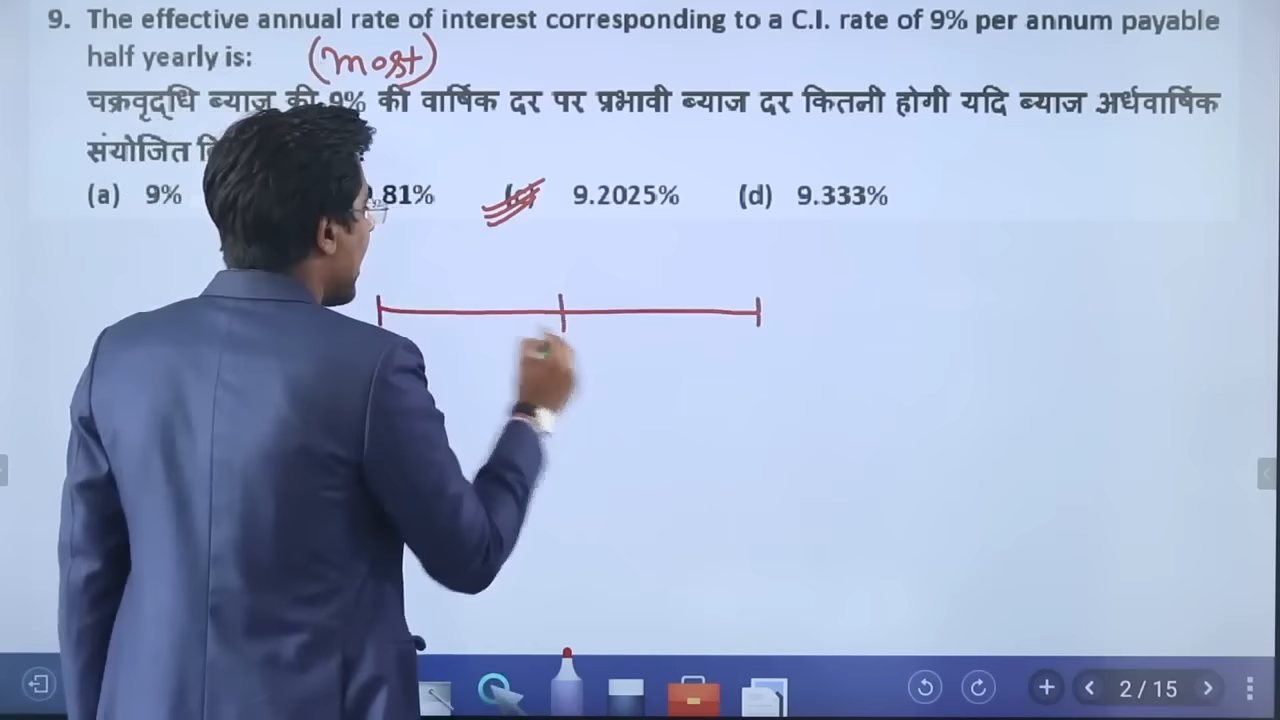 9. The effective annual rate of interest corresponding to a C.I. rate of 9% per annum payable
half yearly is: (most)
चक्रवृद्धि ब्याज की 9% की वार्षिक दर पर प्रभावी ब्याज दर कितनी होगी यदि ब्याज अर्धवार्षिक
संयोजित
(a) 9% .81% (c) 9.2025% (d) 9.333%
2 / 15